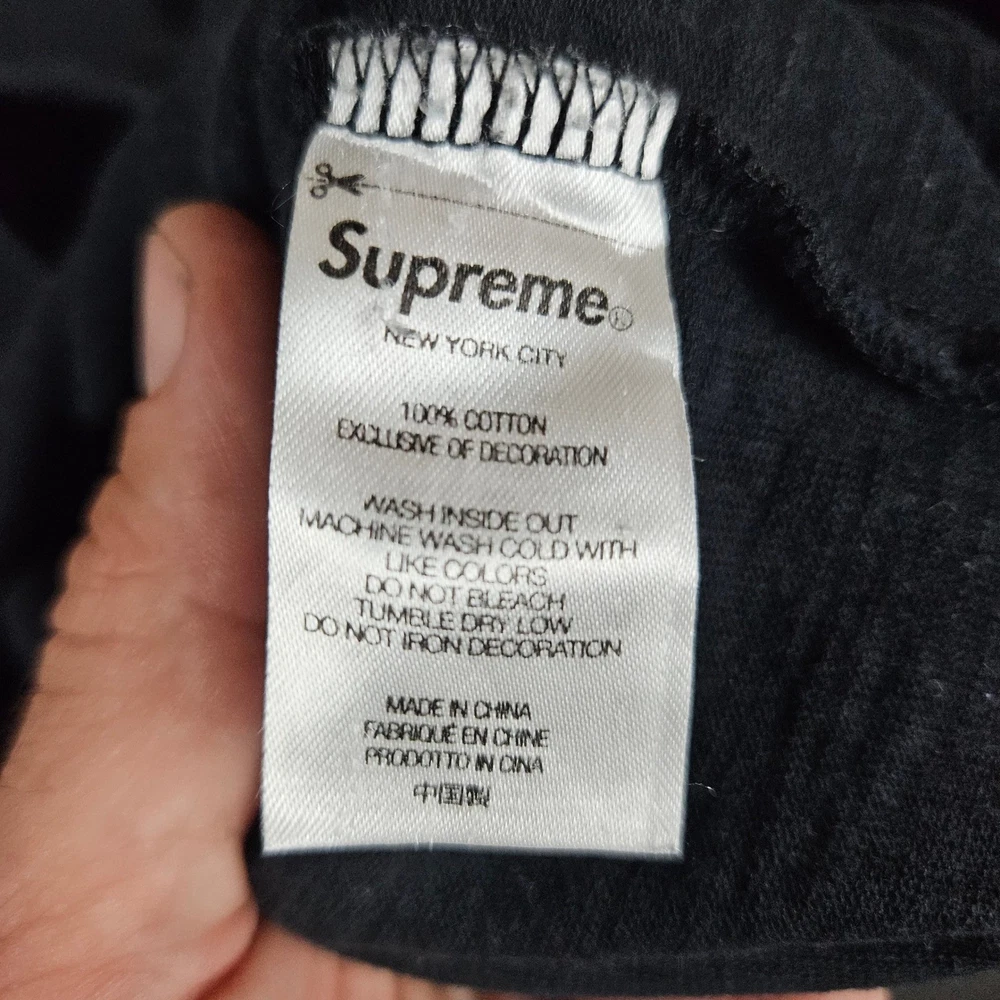 Supreme®
NEW YORK CITY
100% COTTON
EXCLUSIVE OF DECORATION
WASH INSIDE OUT
MACHINE WASH COLD WITH
LIKE COLORS
DO NOT BLEACH
TUMBLE DRY LOW
DO NOT IRON DECORATION
MADE IN CHINA
FABRIQUÉ EN CHINE
PRODOTTO IN CINA
中国製